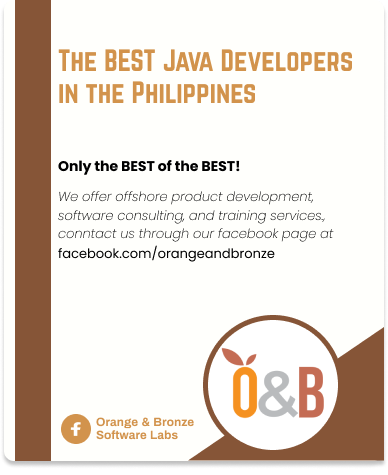 The BEST Java Developers
in the Philippines
Only the BEST of the BEST!
We offer offshore product development,
software consulting, and training services,
conntact us through our facebook page at
facebook.com/orangeandbronze
O&B
Orange & Bronze
Software Labs